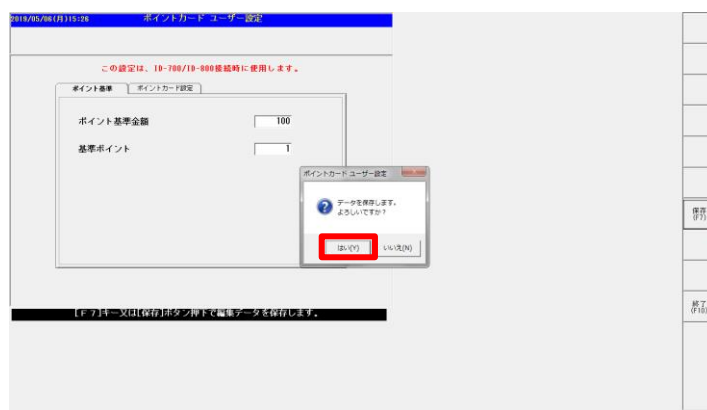 2019/05/06(月)15:26
ポイントカード ユーザー設定
この設定は、ID-700/ID-800接続時に使用します。
ポイント基準
ポイントカード設定
ポイント基準金額 100
基準ポイント 1
ポイントカード ユーザー設定
データを保存します。
よろしいですか？
はい(Y) いいえ(N)
保存
(F7)
終了
(F10)
[F7]キー又は[保存]ボタン押下で編集データを保存します。